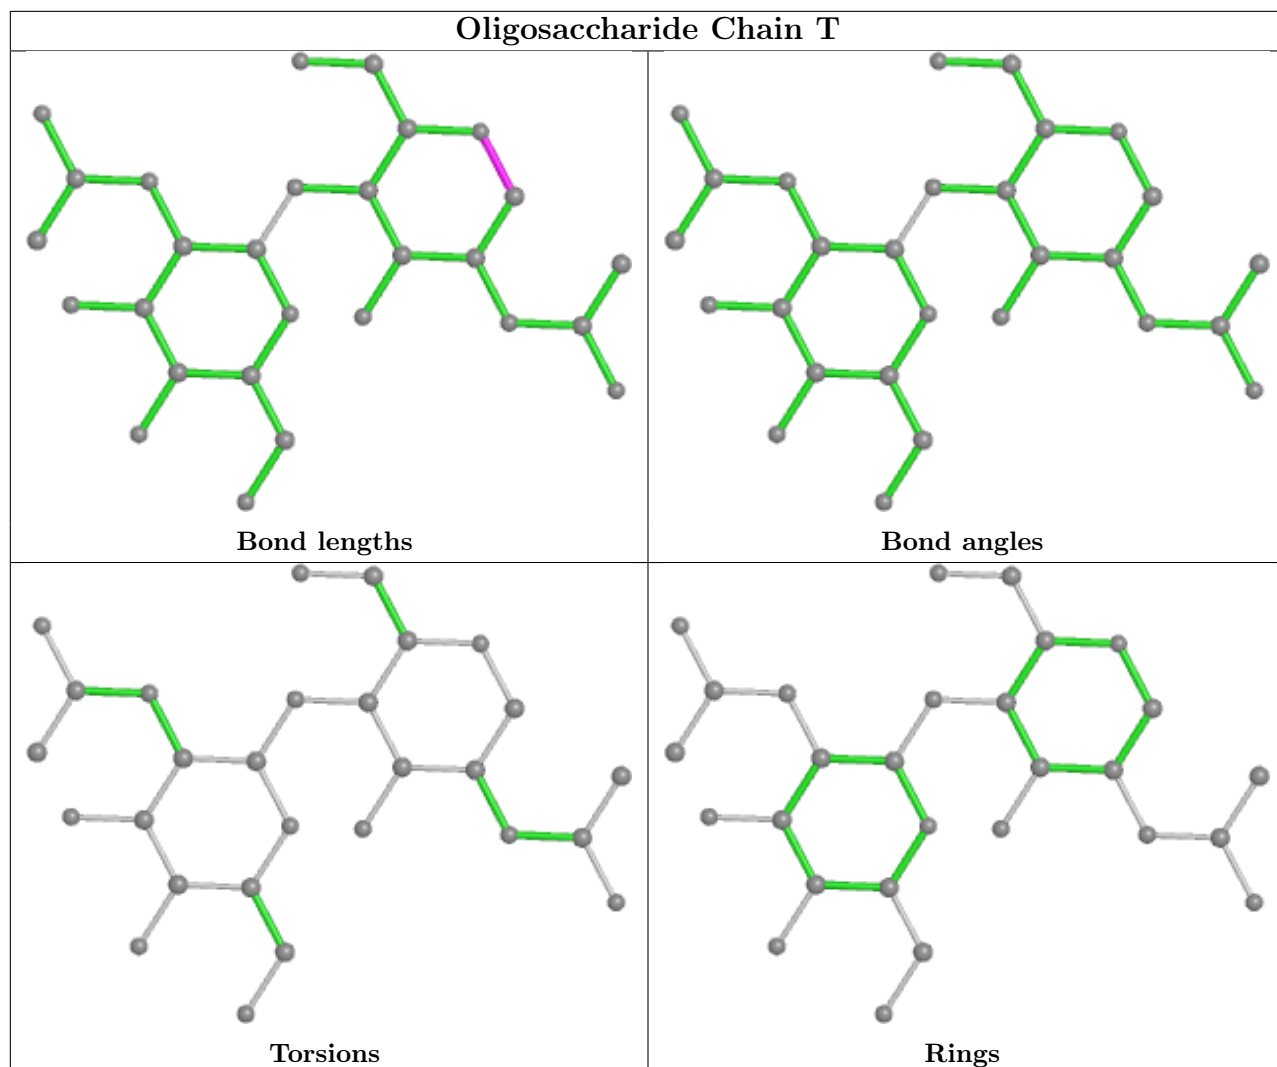 Oligosaccharide Chain T
Bond lengths
Bond angles
Torsions
Rings